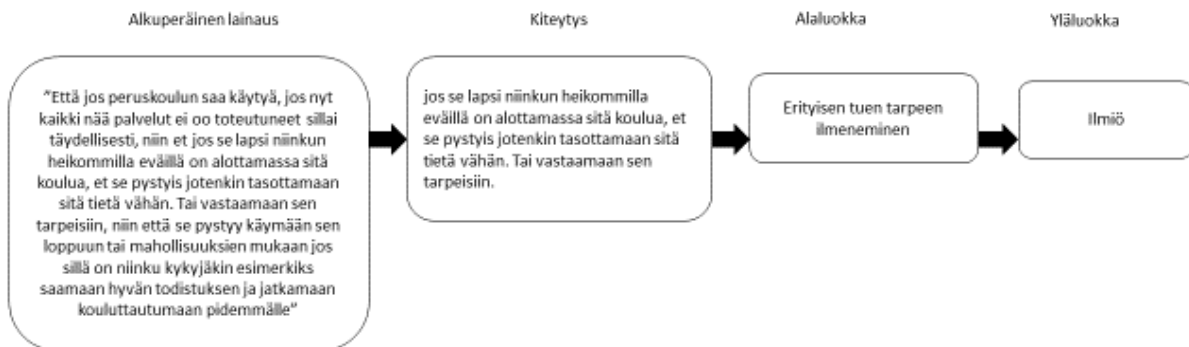 Alkuperäinen lainaus
Kiteytys
Alaluokka
Yläluokka
”Että jos peruskoulun saa käytyä, jos nyt
kaikki nää palvelut ei oo toteutuneet sillai
täydellisesti, niin et jos se lapsi niinkun
heikommilla eväillä on alottamassa sitä
koulua, et se pystyis jotenkin tasottamaan
sitä tietä vähän. Tai vastaamaan sen
tarpeisiin, niin että se pystyy käymään sen
loppuun tai mahollisuuksien mukaan jos
sillä on niinku kykyjäkin esimerkiks
saamaan hyvän todistuksen ja jatkamaan
kouluttautumaan pidemmälle”
jos se lapsi niinkun heikommilla
eväillä on alottamassa sitä koulua, et
se pystyis jotenkin tasottamaan sitä
tietä vähän. Tai vastaamaan sen
tarpeisiin.
Erityisen tuen tarpeen
ilmeneminen
Ilmiö